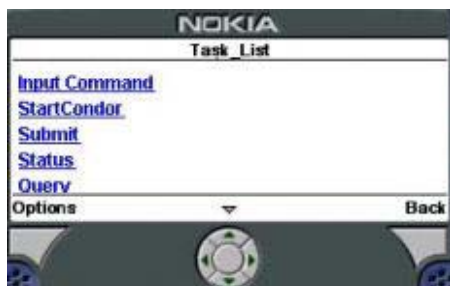 NOKIA
Task_List
Input Command
StartCondor
Submit
Status
Query
Options Back